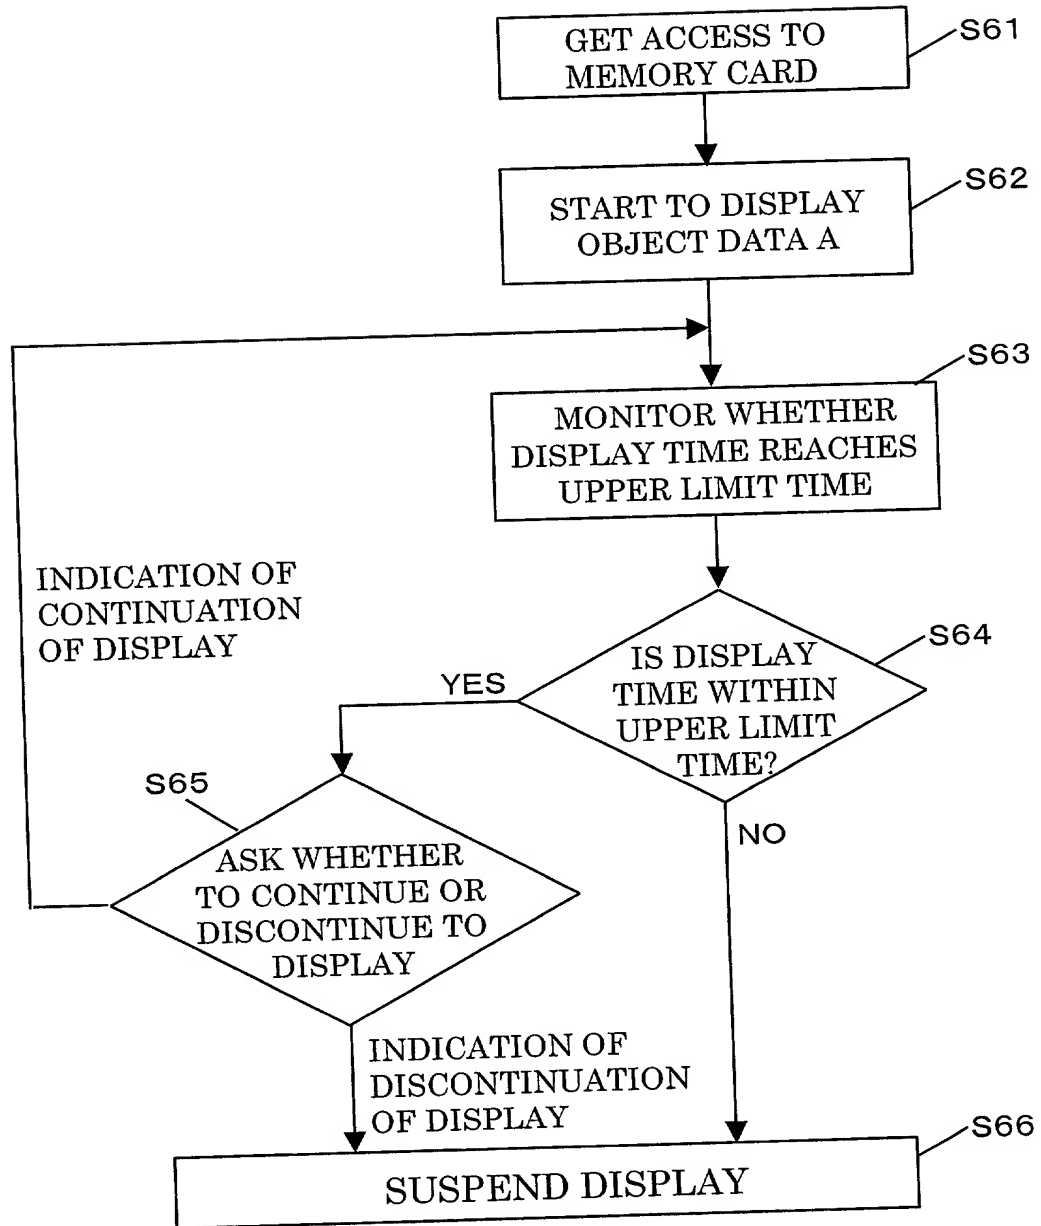 GET ACCESS TO
MEMORY CARD
S61
START TO DISPLAY
OBJECT DATA A
S62
MONITOR WHETHER
DISPLAY TIME REACHES
UPPER LIMIT TIME
S63
INDICATION OF
CONTINUATION
OF DISPLAY
IS DISPLAY
TIME WITHIN
UPPER LIMIT
TIME?
S64
YES
NO
S65
ASK WHETHER
TO CONTINUE OR
DISCONTINUE TO
DISPLAY
INDICATION OF
DISCONTINUATION
OF DISPLAY
SUSPEND DISPLAY
S66